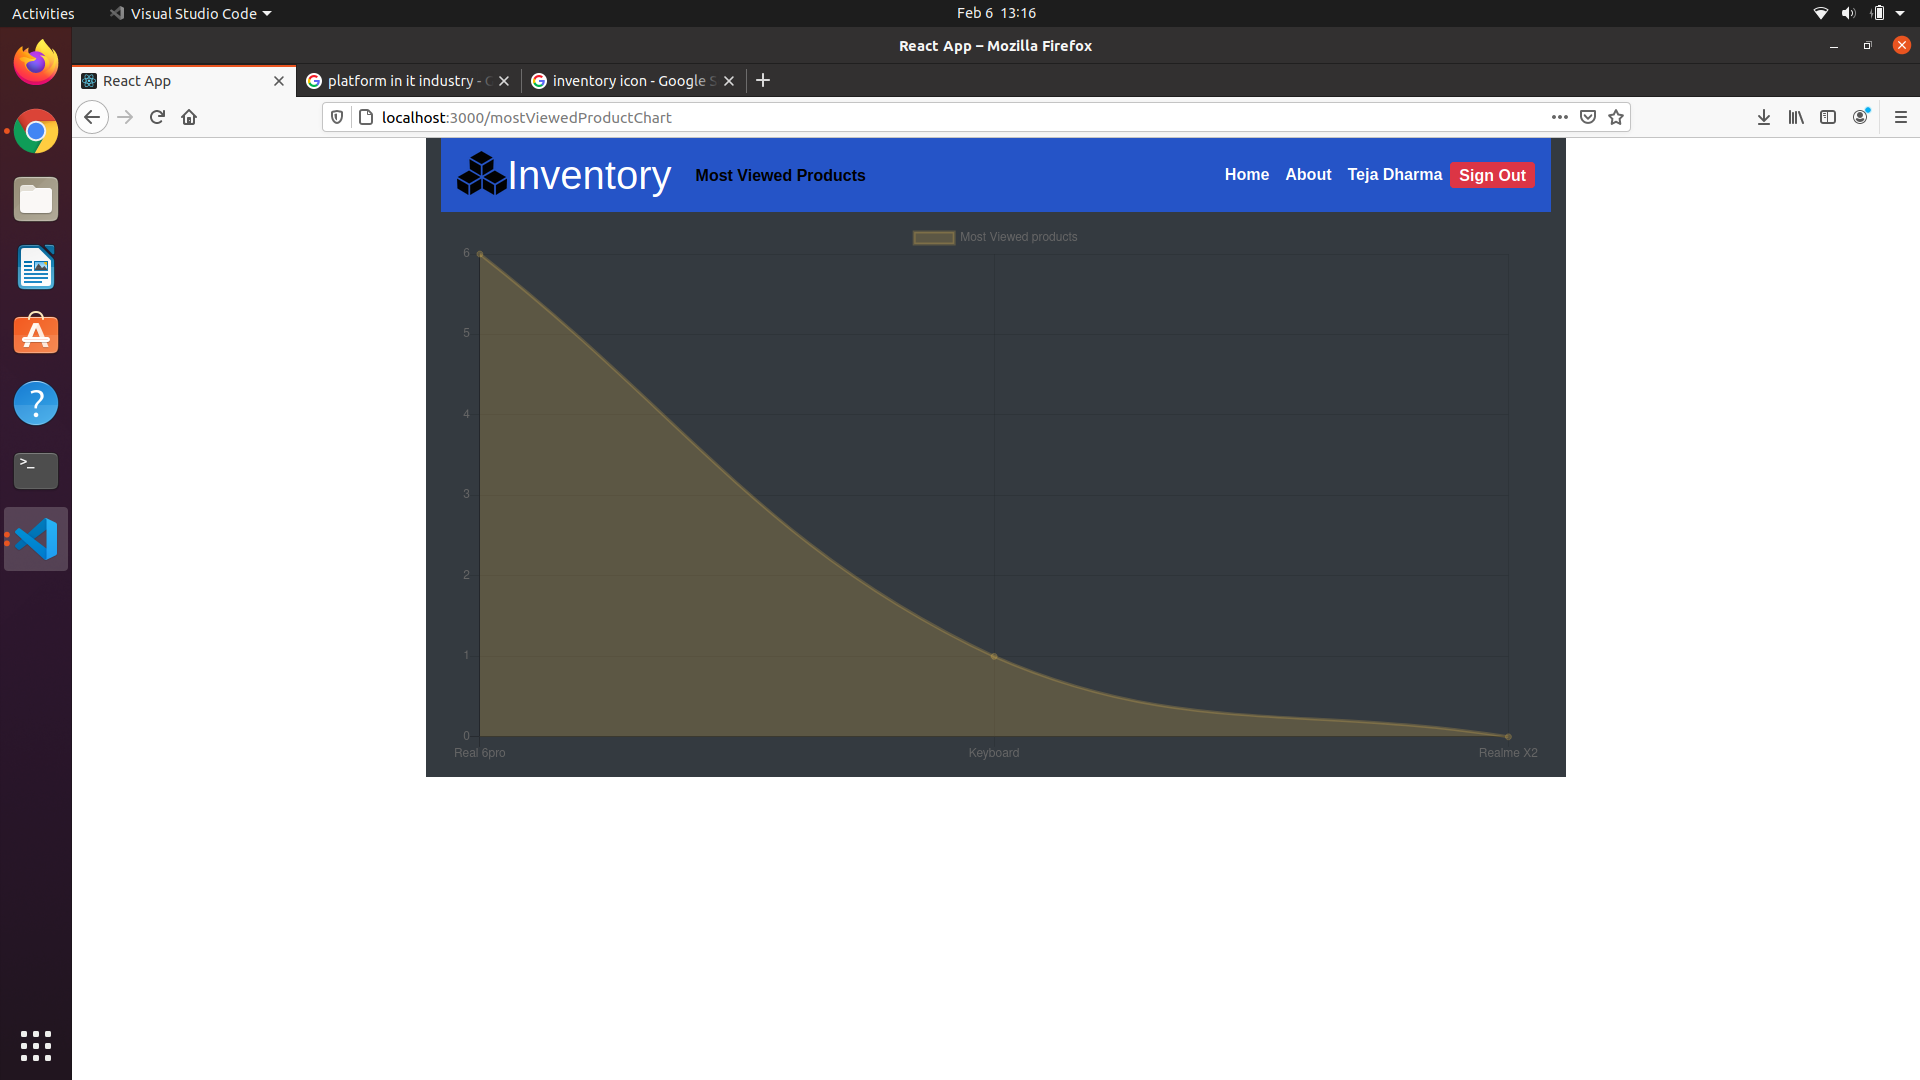 Activities Visual Studio Code Feb 6 13:16
React App – Mozilla Firefox
React App platform in it industry - inventory icon - Google
localhost:3000/mostViewedProductChart
Inventory Most Viewed Products Home About Teja Dharma Sign Out
Most Viewed products
6
5
4
3
2
1
0
Real 6pro Keyboard Realme X2